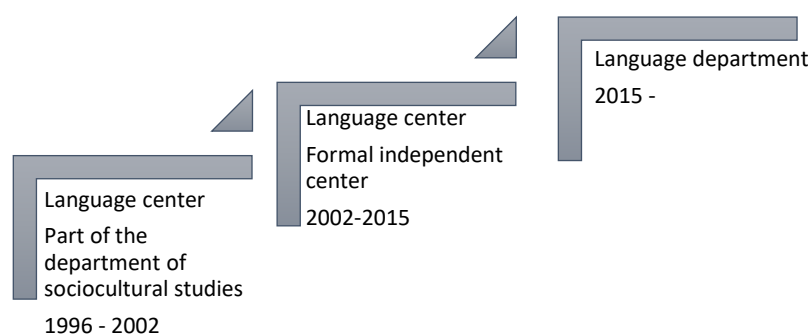 Language center
Part of the
department of
sociocultural studies
1996 - 2002
Language center
Formal independent
center
2002-2015
Language department
2015 -